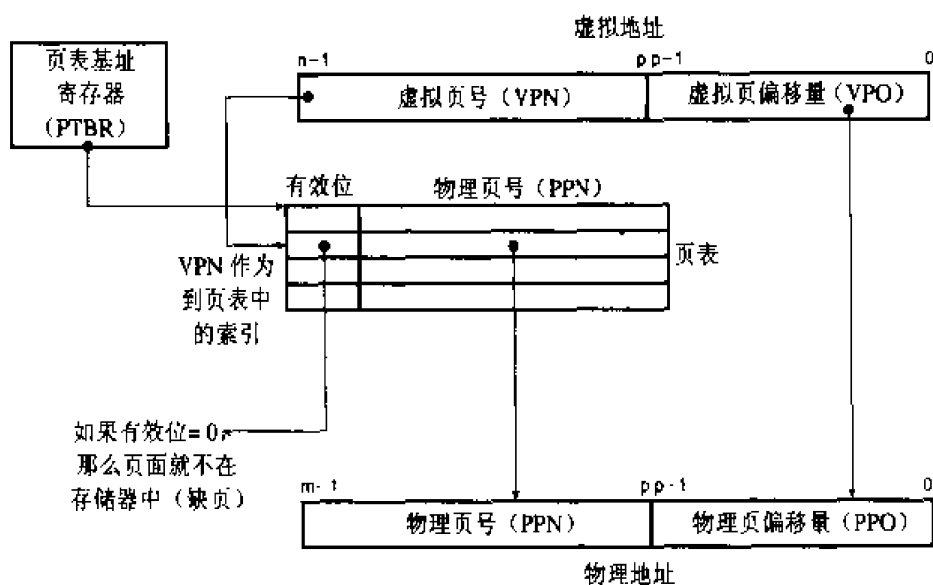 虚拟地址
页表基址
寄存器
(PTBR)
n-1 p p-1 0
虚拟页号(VPN) 虚拟页偏移量(VPO)
有效位 物理页号(PPN)
页表
VPN 作为
到页表中
的索引
如果有效位=0,
那么页面就不在
存储器中(缺页)
m-1 p p-1 0
物理页号(PPN) 物理页偏移量(PPO)
物理地址